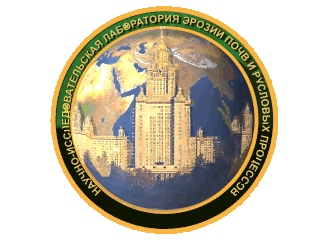 НАУЧНО-ИССЛЕДОВАТЕЛЬСКАЯ ЛАБОРАТОРИЯ ЭРОЗИИ ПОЧВ И РУСЛОВЫХ ПРОЦЕССОВ